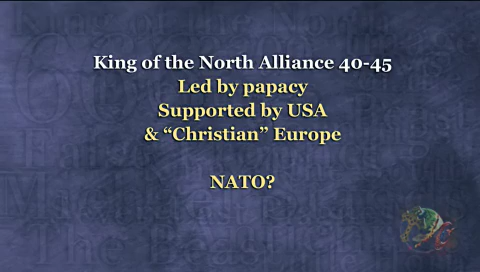 King of the North Alliance 40-45
Led by papacy
Supported by USA
& “Christian” Europe
NATO?